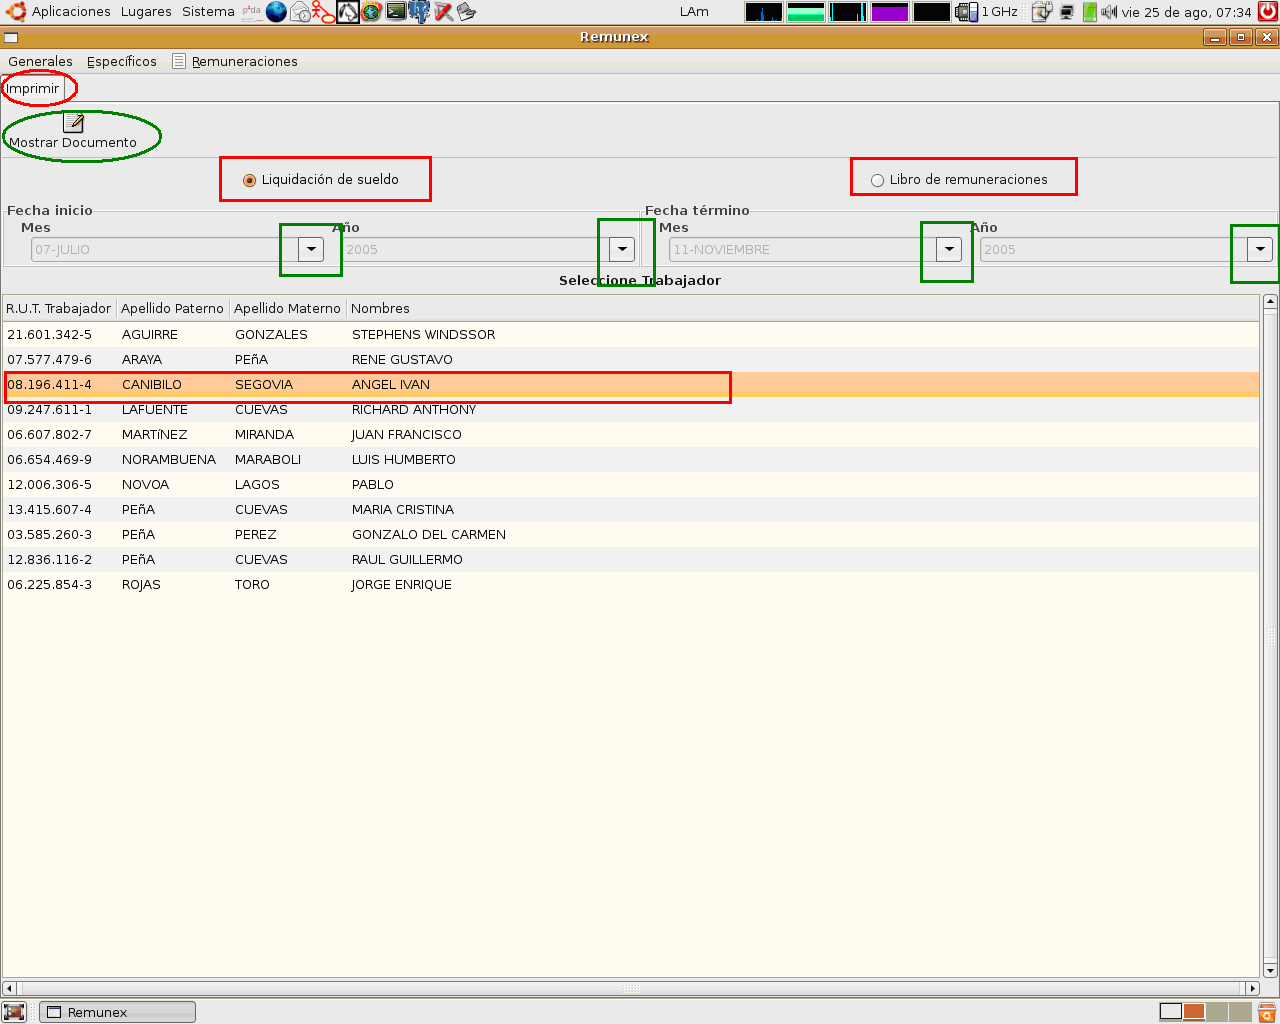 Aplicaciones Lugares Sistema LAm 1 GHz vie 25 de ago, 07:34
Remunex
Generales Específicos Remuneraciones
Imprimir
Mostrar Documento
Liquidación de sueldo Libro de remuneraciones
Fecha inicio Fecha término
Mes Año Mes Año
07-JULIO 2005 11-NOVIEMBRE 2005
Seleccione Trabajador
R.U.T. Trabajador Apellido Paterno Apellido Materno Nombres
21.601.342-5 AGUIRRE GONZALES STEPHENS WINDSSOR
07.577.479-6 ARAYA PEñA RENE GUSTAVO
08.196.411-4 CANIBILO SEGOVIA ANGEL IVAN
09.247.611-1 LAFUENTE CUEVAS RICHARD ANTHONY
06.607.802-7 MARTíNEZ MIRANDA JUAN FRANCISCO
06.654.469-9 NORAMBUENA MARABOLI LUIS HUMBERTO
12.006.306-5 NOVOA LAGOS PABLO
13.415.607-4 PEñA CUEVAS MARIA CRISTINA
03.585.260-3 PEñA PEREZ GONZALO DEL CARMEN
12.836.116-2 PEñA CUEVAS RAUL GUILLERMO
06.225.854-3 ROJAS TORO JORGE ENRIQUE
Remunex